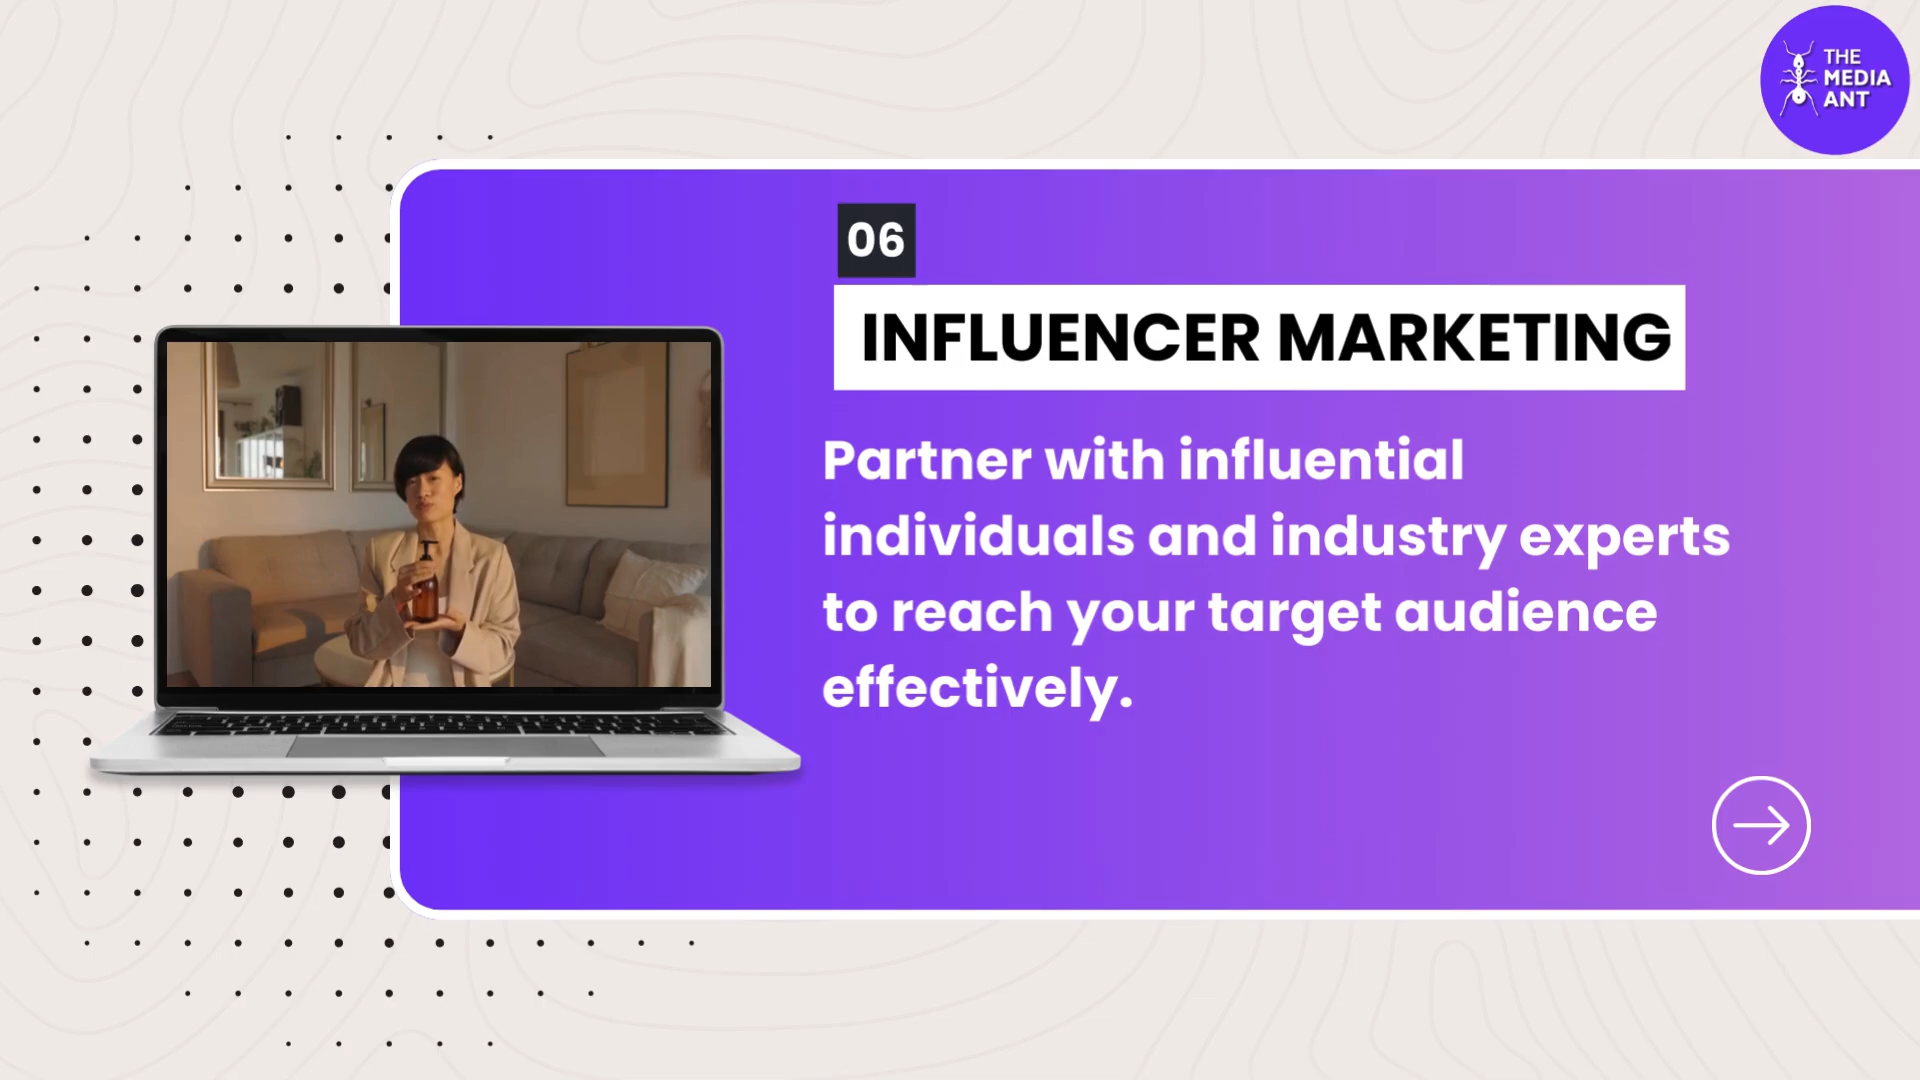 THE
MEDIA
ANT
06
INFLUENCER MARKETING
Partner with influential
individuals and industry experts
to reach your target audience
effectively.